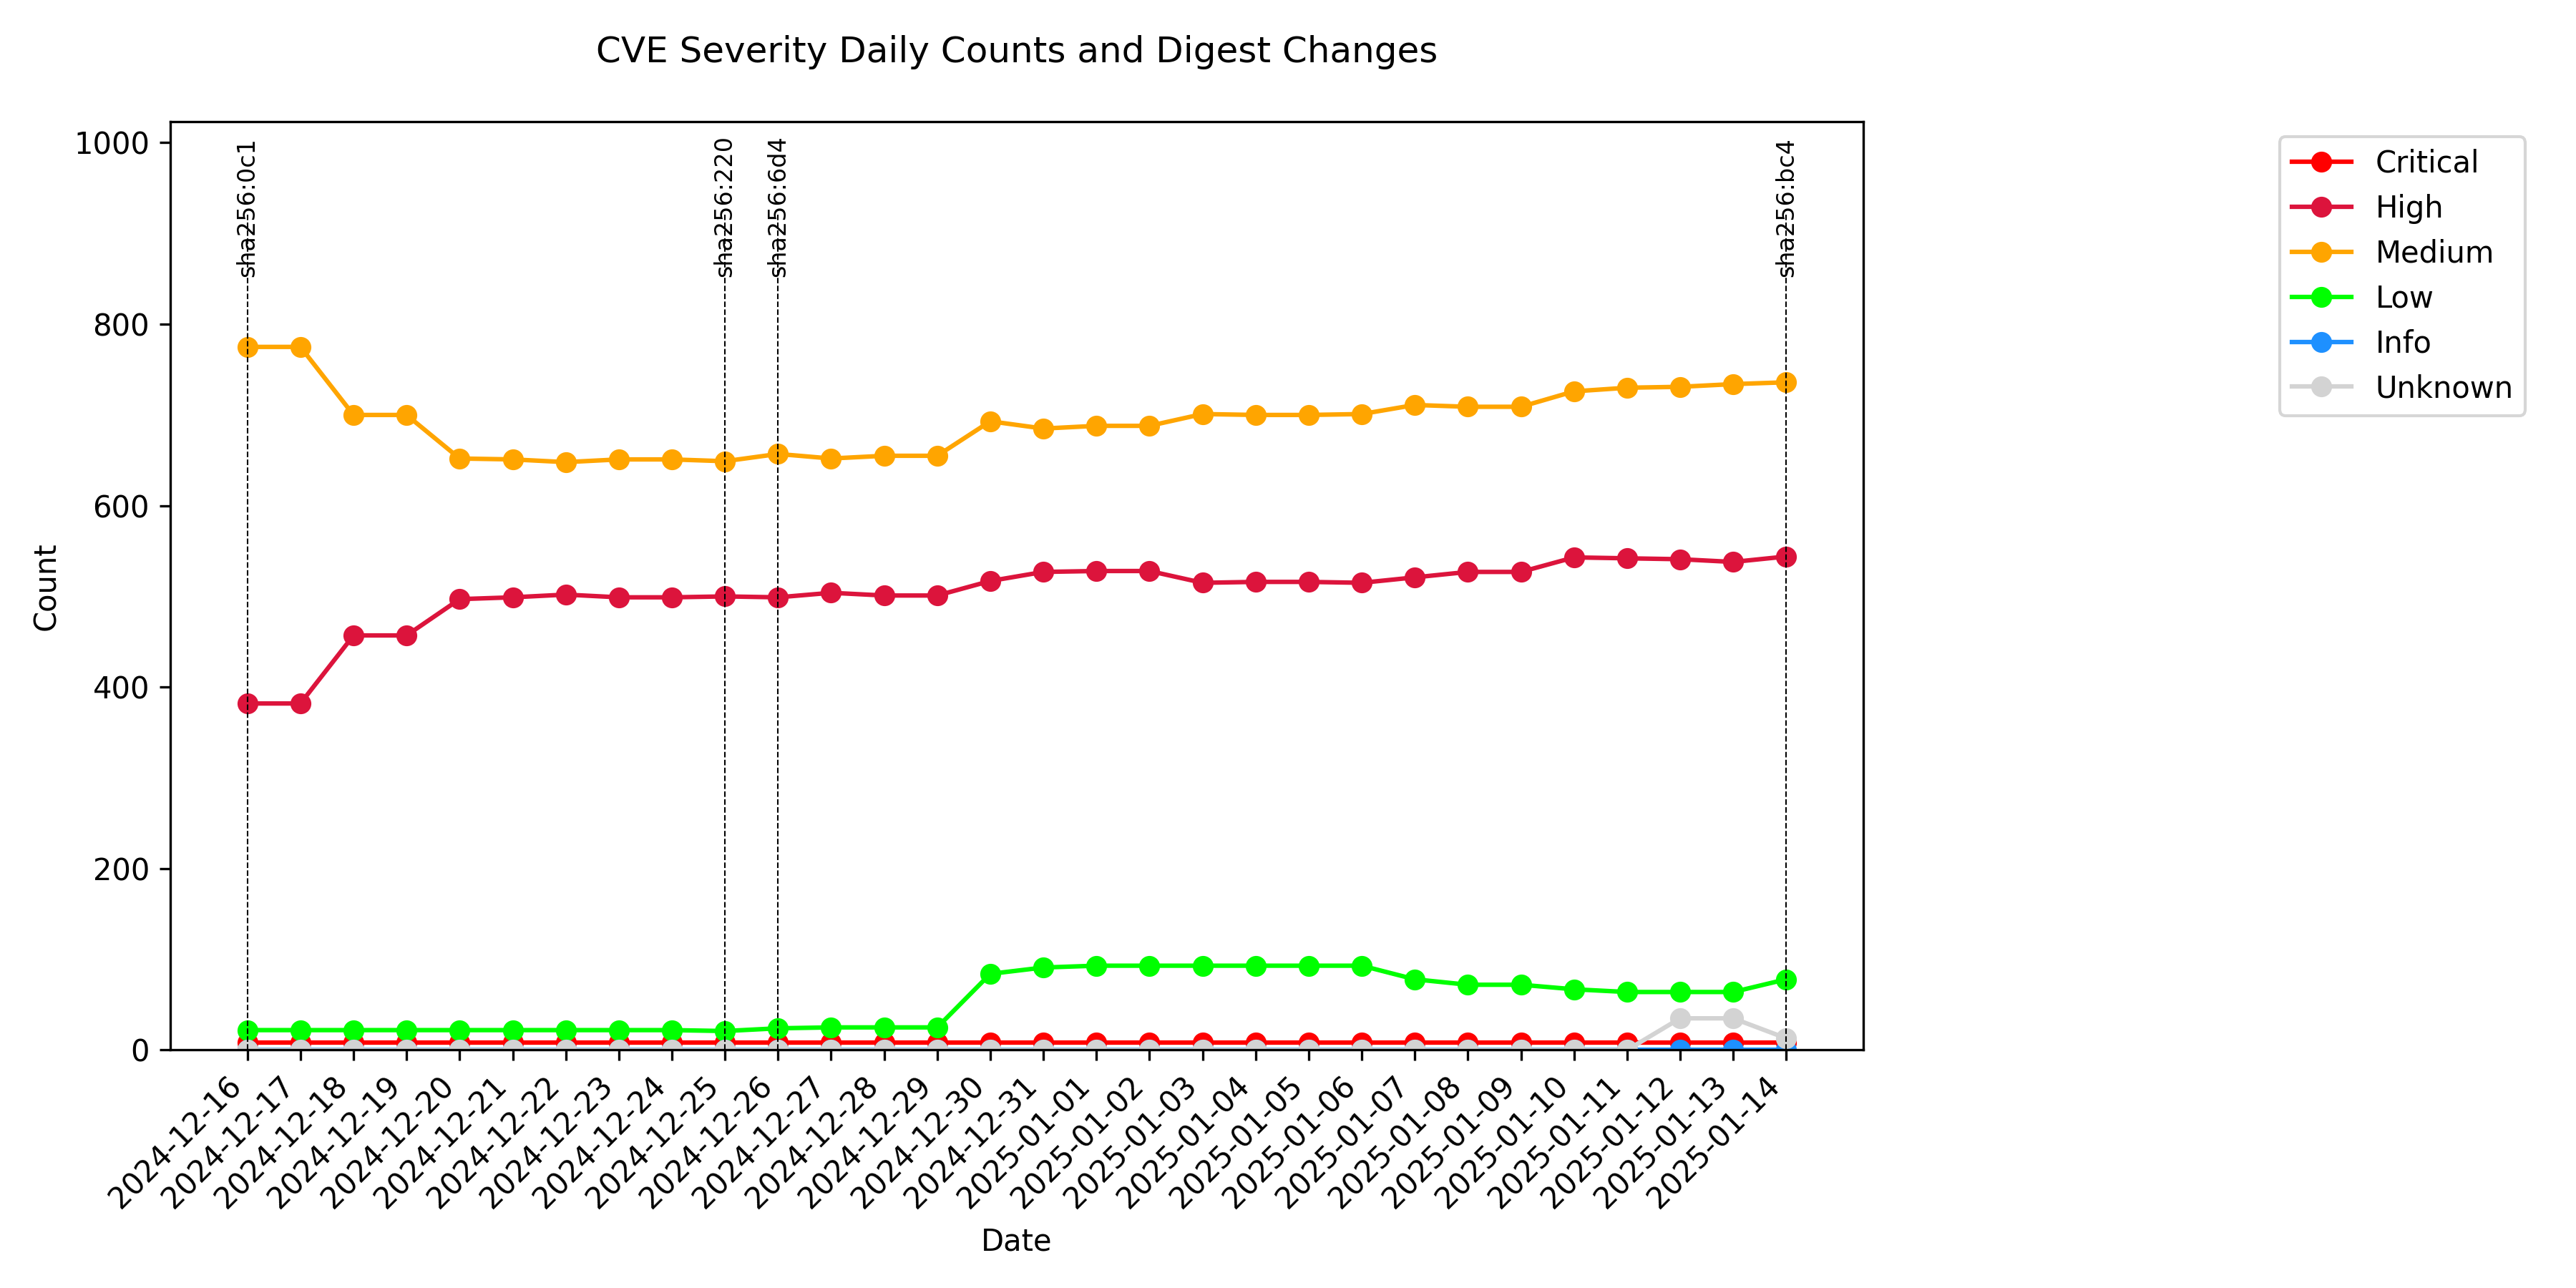 CVE Severity Daily Counts and Digest Changes
1000
800
600
400
200
0
Count
sha256:0c1
sha256:220
sha256:6d4
sha256:bc4
Critical
High
Medium
Low
Info
Unknown
2024-12-16
2024-12-17
2024-12-18
2024-12-19
2024-12-20
2024-12-21
2024-12-22
2024-12-23
2024-12-24
2024-12-25
2024-12-26
2024-12-27
2024-12-28
2024-12-29
2024-12-30
2024-12-31
2025-01-01
2025-01-02
2025-01-03
2025-01-04
2025-01-05
2025-01-06
2025-01-07
2025-01-08
2025-01-09
2025-01-10
2025-01-11
2025-01-12
2025-01-13
2025-01-14
Date